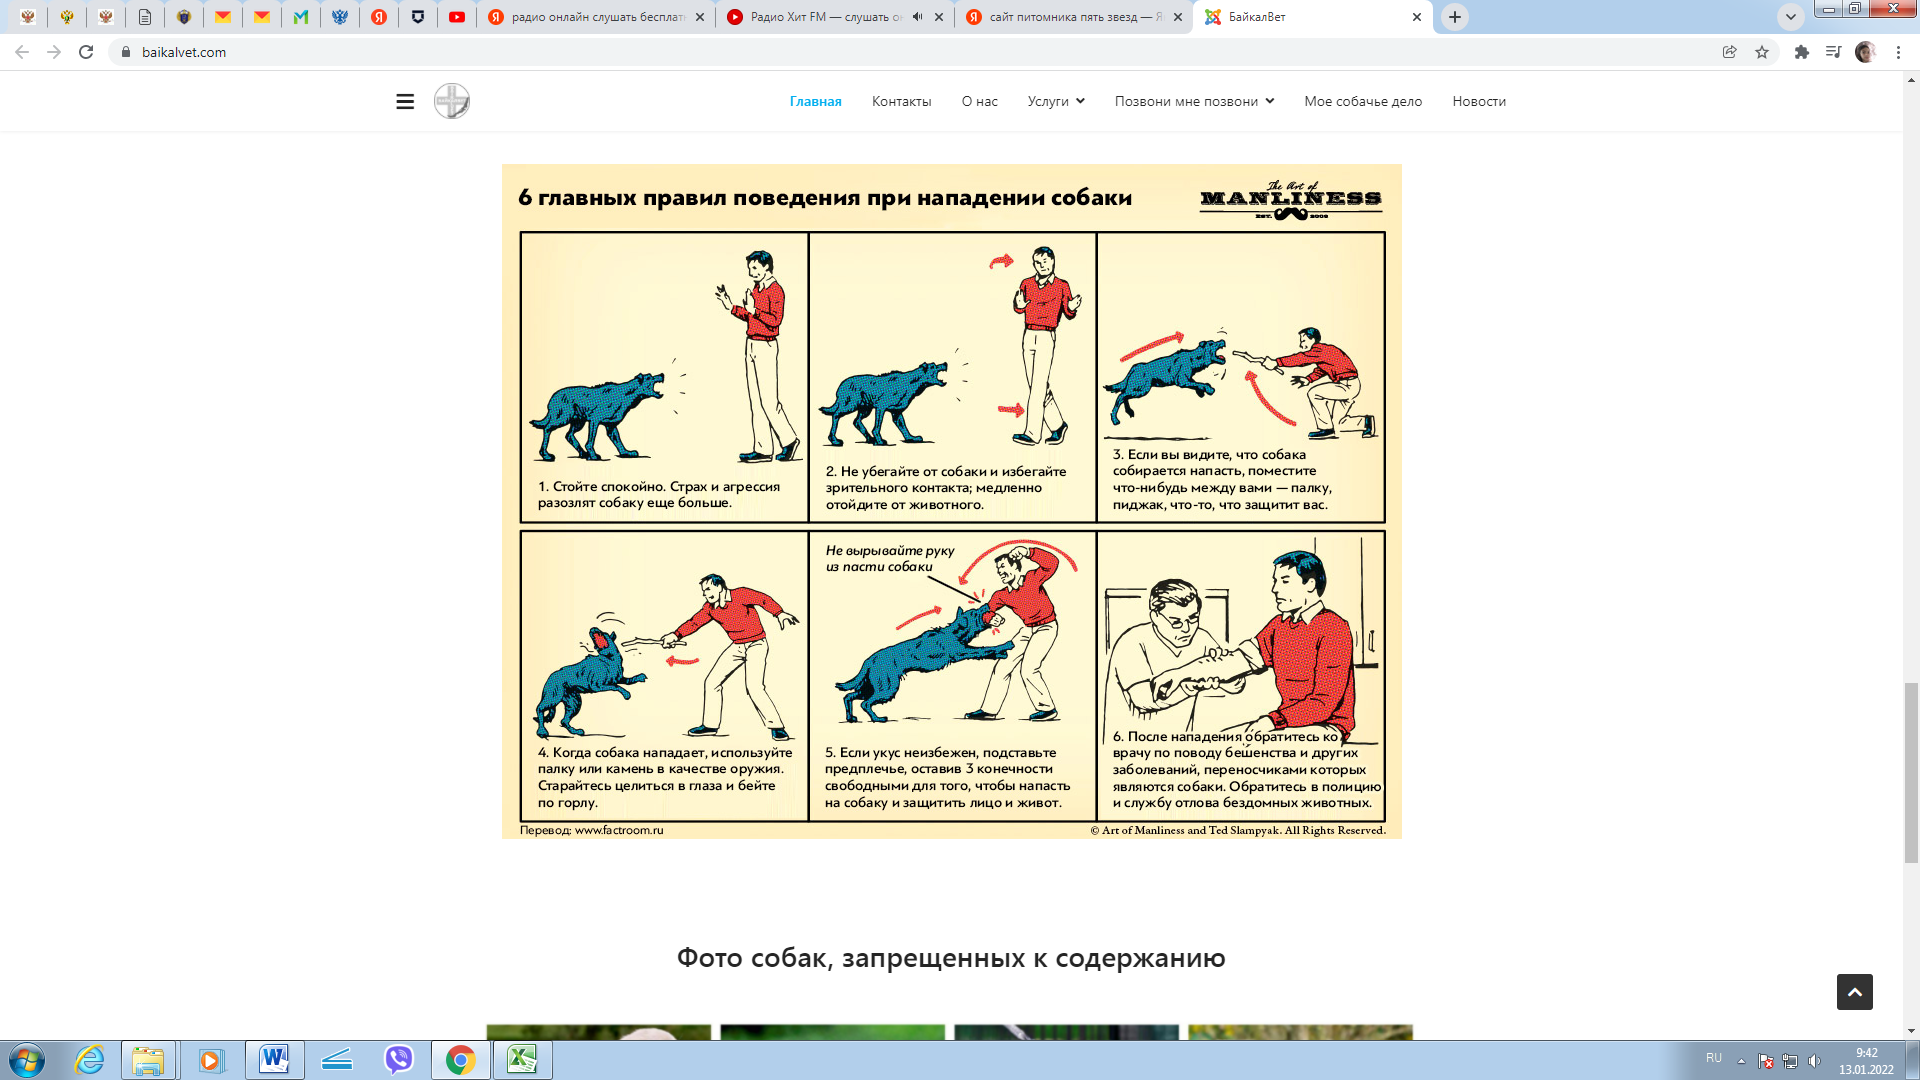 радио онлайн слушать бесплат
Радио Хит FM — слушать о
сайт питомника пять звезд — Я
БайкалВет
baikalvet.com
Главная
Контакты
О нас
Услуги
Позвони мне позвони
Мое собачье дело
Новости
6 главных правил поведения при нападении собаки
The Art of
MANLINESS
EST. 2008
1. Стойте спокойно. Страх и агрессия
разозлят собаку еще больше.
2. Не убегайте от собаки и избегайте
зрительного контакта; медленно
отойдите от животного.
3. Если вы видите, что собака
собирается напасть, поместите
что-нибудь между вами — палку,
пиджак, что-то, что защитит вас.
4. Когда собака нападает, используйте
палку или камень в качестве оружия.
Старайтесь целиться в глаза и бейте
по горлу.
Не вырывайте руку
из пасти собаки
5. Если укус неизбежен, подставьте
предплечье, оставив 3 конечности
свободными для того, чтобы напасть
на собаку и защитить лицо и живот.
6. После нападения обратитесь ко
врачу по поводу бешенства и других
заболеваний, переносчиками которых
являются собаки. Обратитесь в полицию
и службу отлова бездомных животных.
Перевод: www.factroom.ru
© Art of Manliness and Ted Slampyak. All Rights Reserved.
Фото собак, запрещенных к содержанию
RU
9:42
13.01.2022